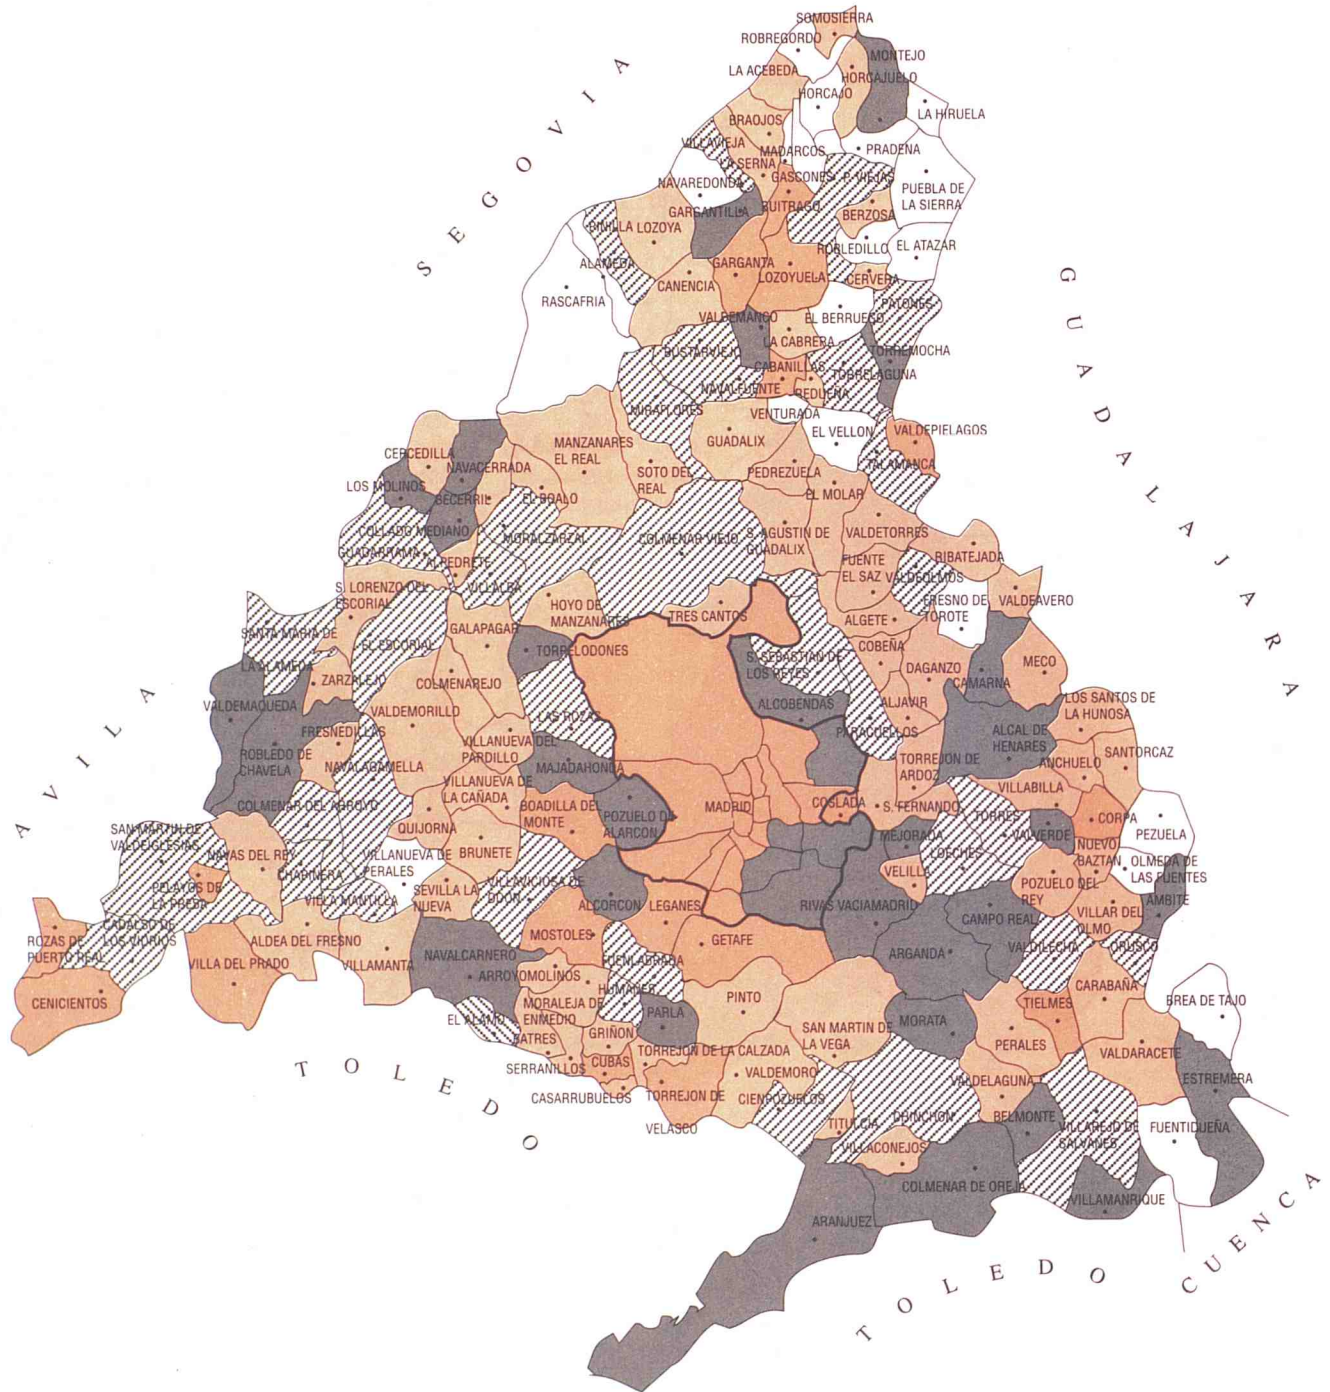 SOMOSIERRA
ROBREGORDO
MONTEJO
LA ACEBEDA
HORCAJUELO
HORCAJO
LA HIRUELA
BRAOJOS
VILLAVIEJA
MADARCOS
PRADENA
LA SERNA
GASCONES
P. VIEJAS
NAVAREDONDA
PUEBLA DE
LA SIERRA
GARGANTILLA
BUITRAGO
BERZOSA
PINILLA
LOZOYA
ROBLEDILLO
EL ATAZAR
ALAMEDA
GARGANTA
LOZOYUELA
CERVERA
CANENCIA
RASCAFRIA
PATONES
VALDEMANCO
EL BERRUECO
LA CABRERA
BUSTARVIEJO
TORREMOCHA
CABANILLAS
TORRELAGUNA
NAVALFUENTE
REDUEÑA
MIRAFLORES
VENTURADA
EL VELLON
VALDEPIELAGOS
GUADALIX
MANZANARES
EL REAL
CERCEDILLA
NAVACERRADA
SOTO DEL
REAL
PEDREZUELA
TALAMANCA
LOS MOLINOS
BECERRIL
EL BOALO
EL MOLAR
COLLADO MEDIANO
MORALZARZAL
COLMENAR VIEJO
S. AGUSTIN DE
GUADALIX
VALDETORRES
GUADARRAMA
ALPEDRETE
FUENTE
EL SAZ
RIBATEJADA
VALDEOLMOS
S. LORENZO DEL
ESCORIAL
VILLALBA
HOYO DE
MANZANARES
TRES CANTOS
ALGETE
FRESNO DE
TOROTE
VALDEAVERO
SANTA MARIA DE
LA ALAMEDA
EL ESCORIAL
GALAPAGAR
TORRELODONES
S. SEBASTIAN DE
LOS REYES
COBEÑA
DAGANZO
CAMARNA
MECO
ZARZALEJO
COLMENAREJO
ALCOBENDAS
AJAVIR
LOS SANTOS DE
LA HUNOSA
VALDEMAQUEDA
VALDEMORILLO
LAS ROZAS
PARACUELLOS
ALCAL DE
HENARES
FRESNEDILLAS
ROBLEDO DE
CHAVELA
VILLANUEVA DEL
PARDILLO
SANTORCAZ
NAVALAGAMELLA
MAJADAHONDA
TORREJON DE
ARDOZ
ANCHUELO
VILLANUEVA DE
LA CAÑADA
VILLABILLA
COLMENAR DEL ARROYO
BOADILLA DEL
MONTE
POZUELO DE
ALARCON
MADRID
COSLADA
S. FERNANDO
TORRES
CORPA
SAN MARTIN DE
VALDEIGLESIAS
QUIJORNA
MEJORADA
VALVERDE
PEZUELA
NAVAS DEL REY
BRUNETE
LOECHES
NUEVO
BAZTAN
OLMEDA DE
LAS FUENTES
CHAPINERA
VILLANUEVA DE
PERALES
VELILLA
PELAYOS DE
LA PRESA
VILLA MANTILLA
SEVILLA LA
NUEVA
VILLAVICIOSA DE
ODON
ALCORCON
LEGANES
RIVAS VACIAMADRID
POZUELO DEL
REY
VILLAR DEL
OLMO
AMBITE
CADALSO DE
LOS VIDRIOS
CAMPO REAL
ROZAS DE
PUERTO REAL
ALDEA DEL FRESNO
MOSTOLES
GETAFE
ARGANDA
VALDILECHA
ORUSCO
VILLA DEL PRADO
VILLAMANTA
NAVALCARNERO
FUENLABRADA
ARROYOMOLINOS
HUMANES
CENICIENTOS
PINTO
CARABAÑA
MORALEJA DE
ENMEDIO
PARLA
TIELMES
BREA DE TAJO
EL ALAMO
MORATA
SAN MARTIN DE
LA VEGA
BATRES
GRIÑON
PERALES
VALDARACETE
SERRANILLOS
CUBAS
TORREJON DE LA CALZADA
VALDEMORO
CASARRUBUELOS
TORREJON DE
VELASCO
CIENPOZUELOS
VALDELAGUNA
ESTREMERA
TITULCIA
CHINCHON
BELMONTE
VILLAREJO DE
SALVANES
FUENTIDUEÑA
VILLACONEJOS
COLMENAR DE OREJA
VILLAMANRIQUE
ARANJUEZ
SEGOVIA
GUADALAJARA
AVILA
TOLEDO
TOLEDO
CUENCA